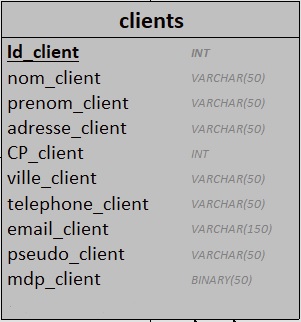 clients
Id_client INT
nom_client VARCHAR(50)
prenom_client VARCHAR(50)
adresse_client VARCHAR(50)
CP_client INT
ville_client VARCHAR(50)
telephone_client VARCHAR(50)
email_client VARCHAR(150)
pseudo_client VARCHAR(50)
mdp_client BINARY(50)